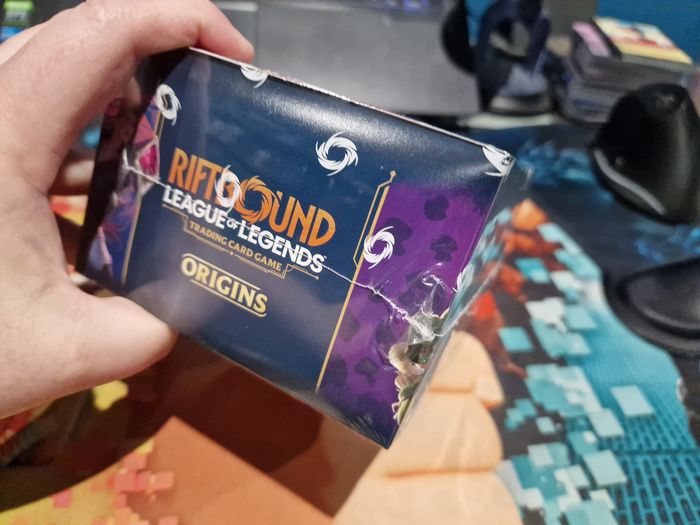 RIFTBOUND
LEAGUE OF LEGENDS
TRADING CARD GAME
ORIGINS